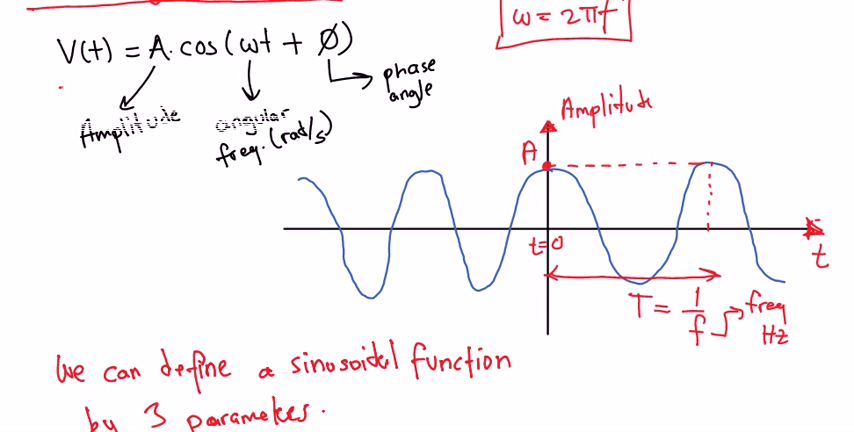 ω = 2πf
V(t) = A. cos(ωt + Ø)
phase
angle
Amplitude
angular
freq. (rad/s)
Amplitude
A
t=0
t
T = 1/f
freq
Hz
We can define a sinusoidal function
by 3 parameters.